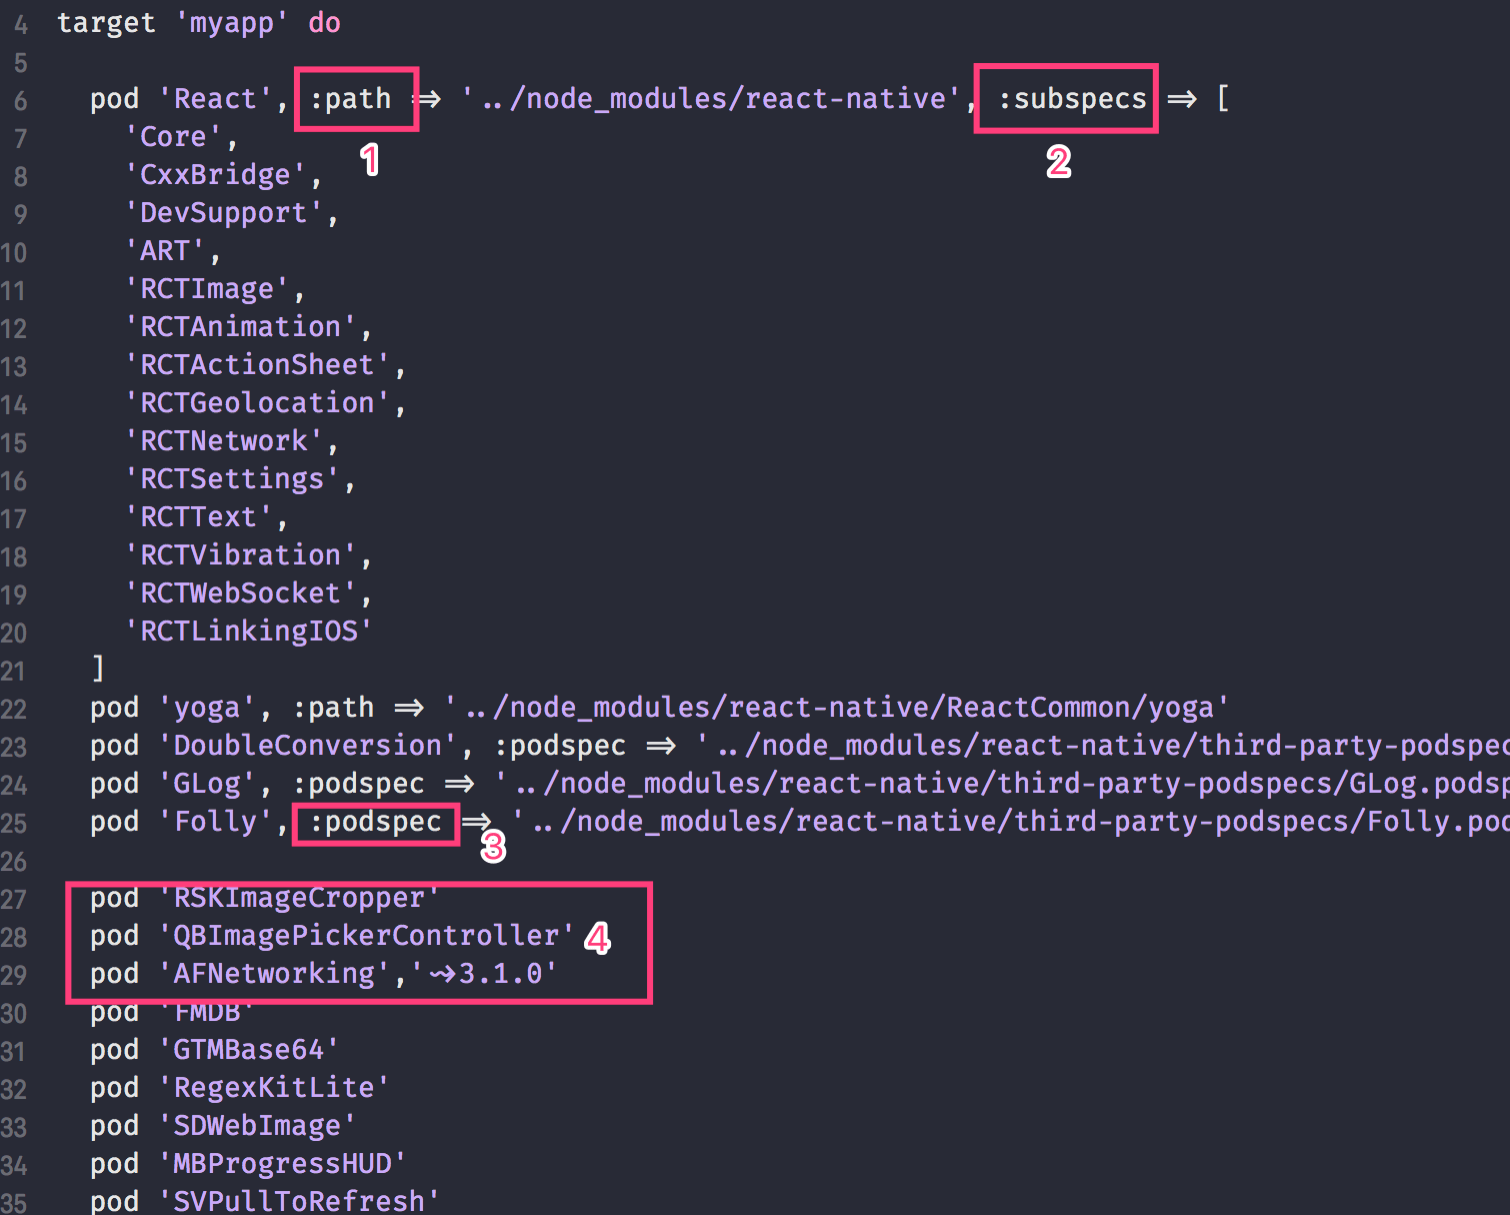 4 target 'myapp' do
5
6 pod 'React', :path => '../node_modules/react-native', :subspecs => [
1 2
7 'Core',
8 'CxxBridge',
9 'DevSupport',
10 'ART',
11 'RCTImage',
12 'RCTAnimation',
13 'RCTActionSheet',
14 'RCTGeolocation',
15 'RCTNetwork',
16 'RCTSettings',
17 'RCTText',
18 'RCTVibration',
19 'RCTWebSocket',
20 'RCTLinkingIOS'
21 ]
22 pod 'yoga', :path => '../node_modules/react-native/ReactCommon/yoga'
23 pod 'DoubleConversion', :podspec => '../node_modules/react-native/third-party-podspec
24 pod 'GLog', :podspec => '../node_modules/react-native/third-party-podspecs/GLog.podsp
25 pod 'Folly', :podspec => '../node_modules/react-native/third-party-podspecs/Folly.pod
3
26
27 pod 'RSKImageCropper'
28 pod 'QBImagePickerController' 4
29 pod 'AFNetworking','~>3.1.0'
30 pod 'FMDB'
31 pod 'GTMBase64'
32 pod 'RegexKitLite'
33 pod 'SDWebImage'
34 pod 'MBProgressHUD'
35 pod 'SVPullToRefresh'